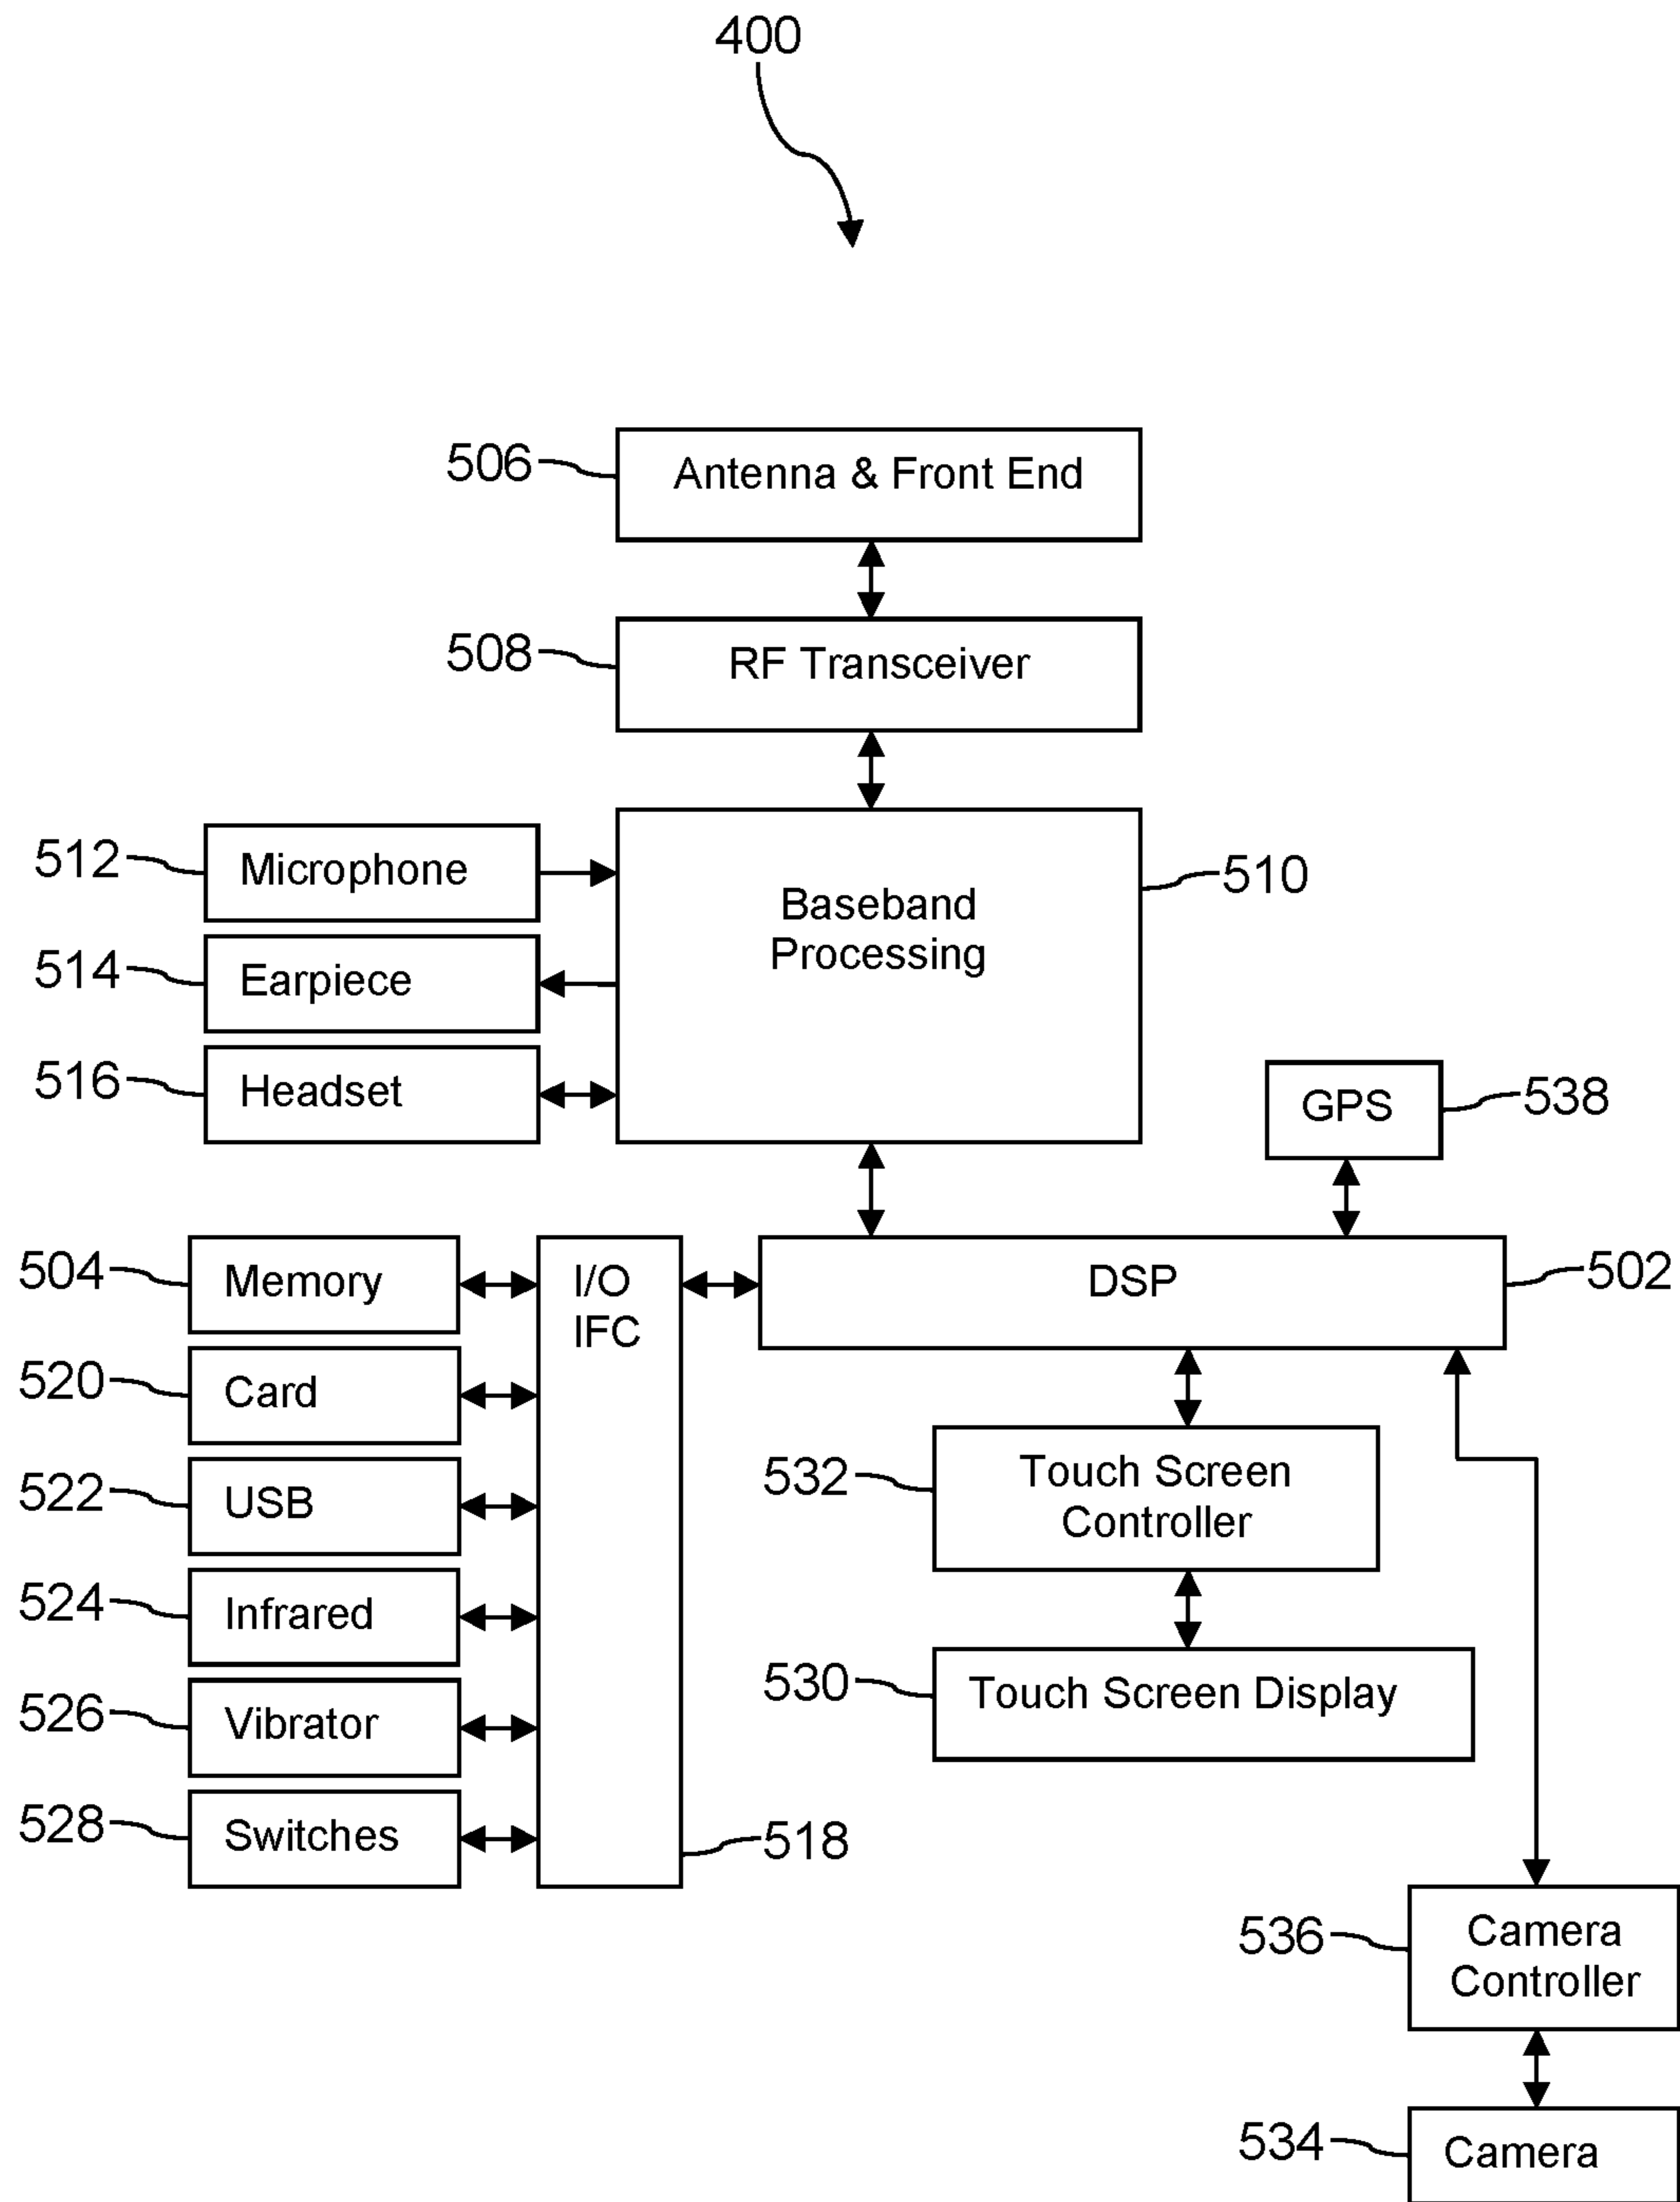 400
506
Antenna & Front End
508
RF Transceiver
512
Microphone
Baseband
Processing
510
514
Earpiece
516
Headset
GPS
538
504
Memory
I/O
IFC
DSP
502
520
Card
522
USB
532
Touch Screen
Controller
524
Infrared
526
Vibrator
530
Touch Screen Display
528
Switches
518
536
Camera
Controller
534
Camera